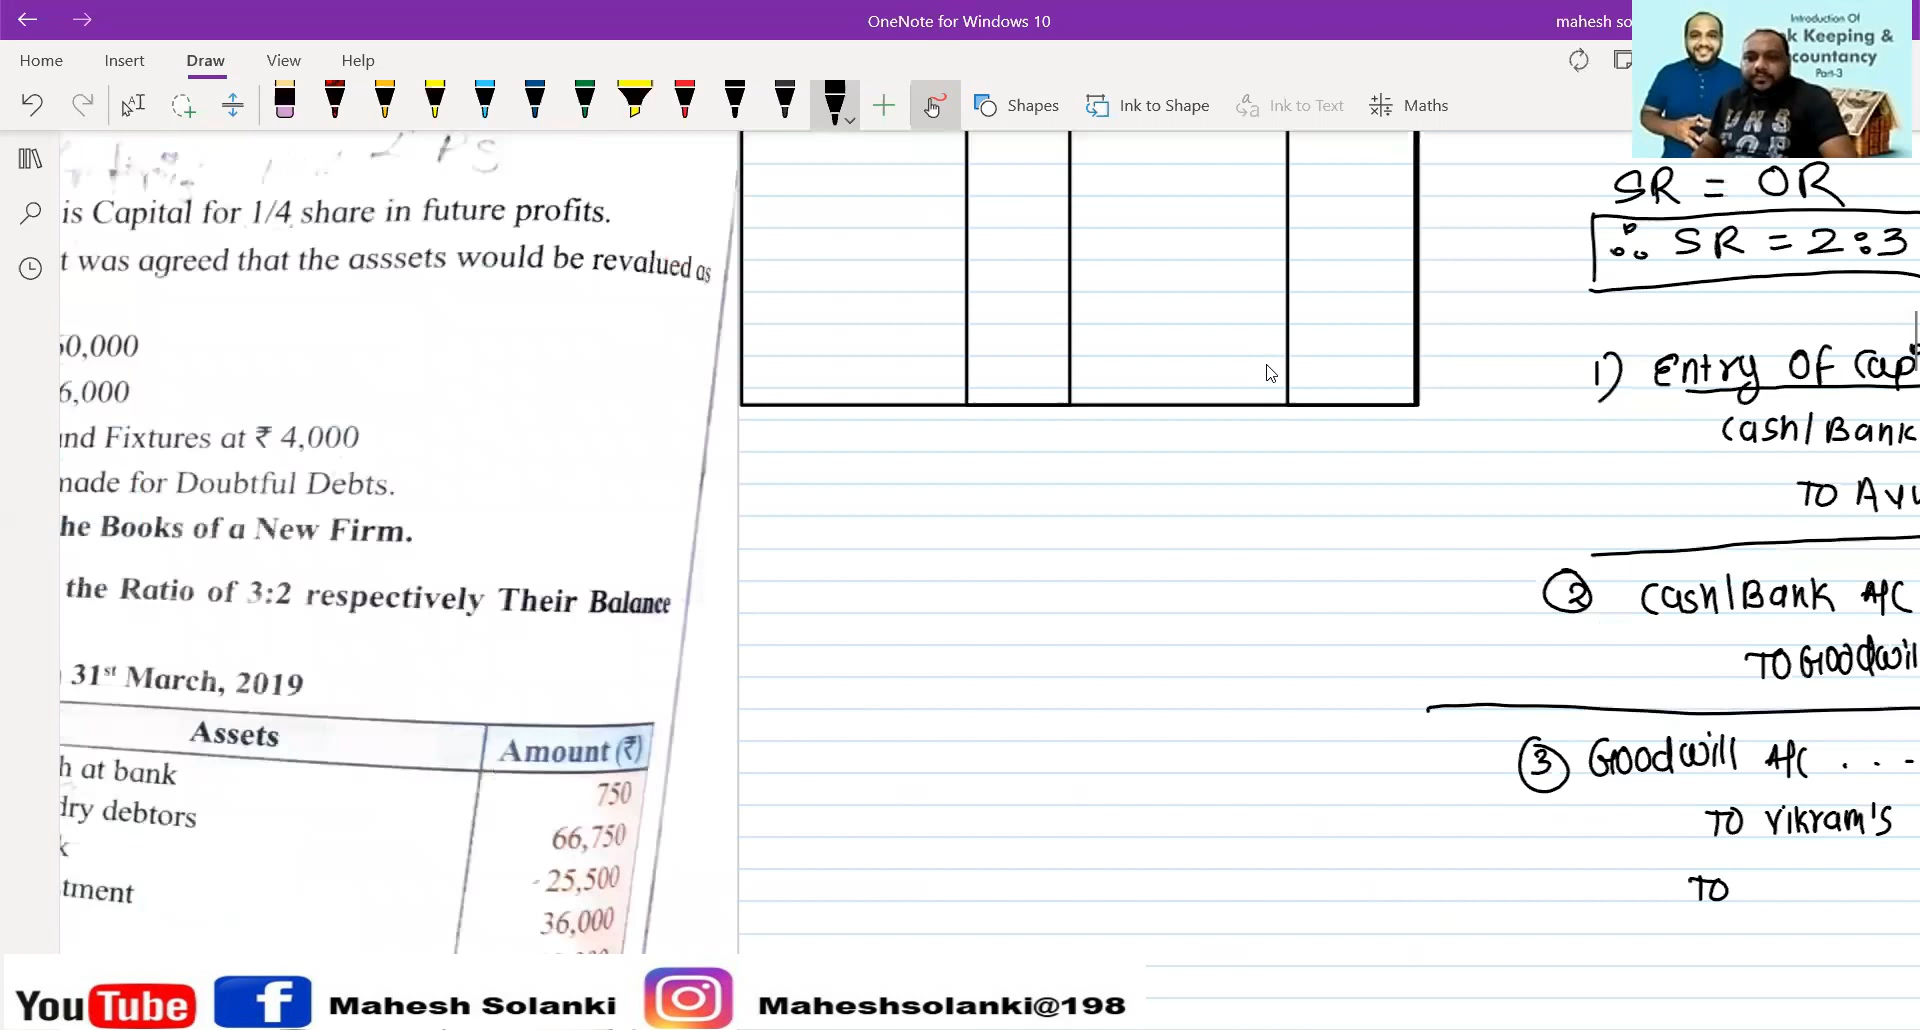 OneNote for Windows 10
mahesh so
Home Insert Draw View Help
Shapes Ink to Shape Ink to Text Maths
Introduction Of
k Keeping &
countancy
Part-3
is Capital for 1/4 share in future profits.
t was agreed that the asssets would be revalued as
0,000
6,000
nd Fixtures at ₹ 4,000
made for Doubtful Debts.
he Books of a New Firm.
the Ratio of 3:2 respectively Their Balance
31st March, 2019
Assets Amount (₹)
h at bank 750
dry debtors 66,750
k 25,500
tment 36,000
SR = OR
∴ SR = 2:3
1) Entry Of Cap
Cash/Bank
TO Ayu
② Cash/Bank A/C
TO Goodwil
③ Goodwill A/C . . . -
TO Vikram's
TO
YouTube f Mahesh Solanki Maheshsolanki@198